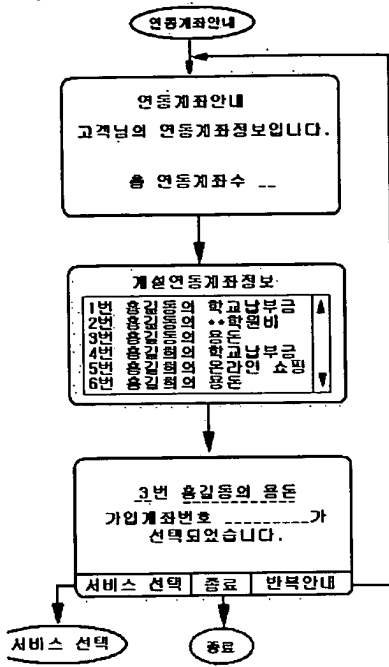 연동계좌안내
연동계좌안내
고객님의 연동계좌정보입니다.
총 연동계좌수 __
개설연동계좌정보
1번 홍길동의 학교납부금
2번 홍길동의 **학원비
3번 홍길동의 용돈
4번 홍길희의 학교납부금
5번 홍길희의 온라인 쇼핑
6번 홍길희의 용돈
3번 홍길동의 용돈
가입계좌번호 _________가
선택되었습니다.
서비스 선택 종료 반복안내
서비스 선택
종료